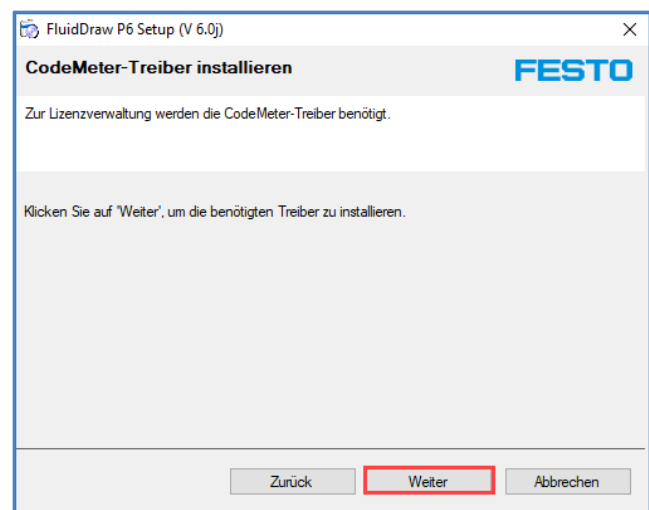 FluidDraw P6 Setup (V 6.0j)
CodeMeter-Treiber installieren
FESTO
Zur Lizenzverwaltung werden die CodeMeter-Treiber benötigt.
Klicken Sie auf 'Weiter', um die benötigten Treiber zu installieren.
Zurück
Weiter
Abbrechen